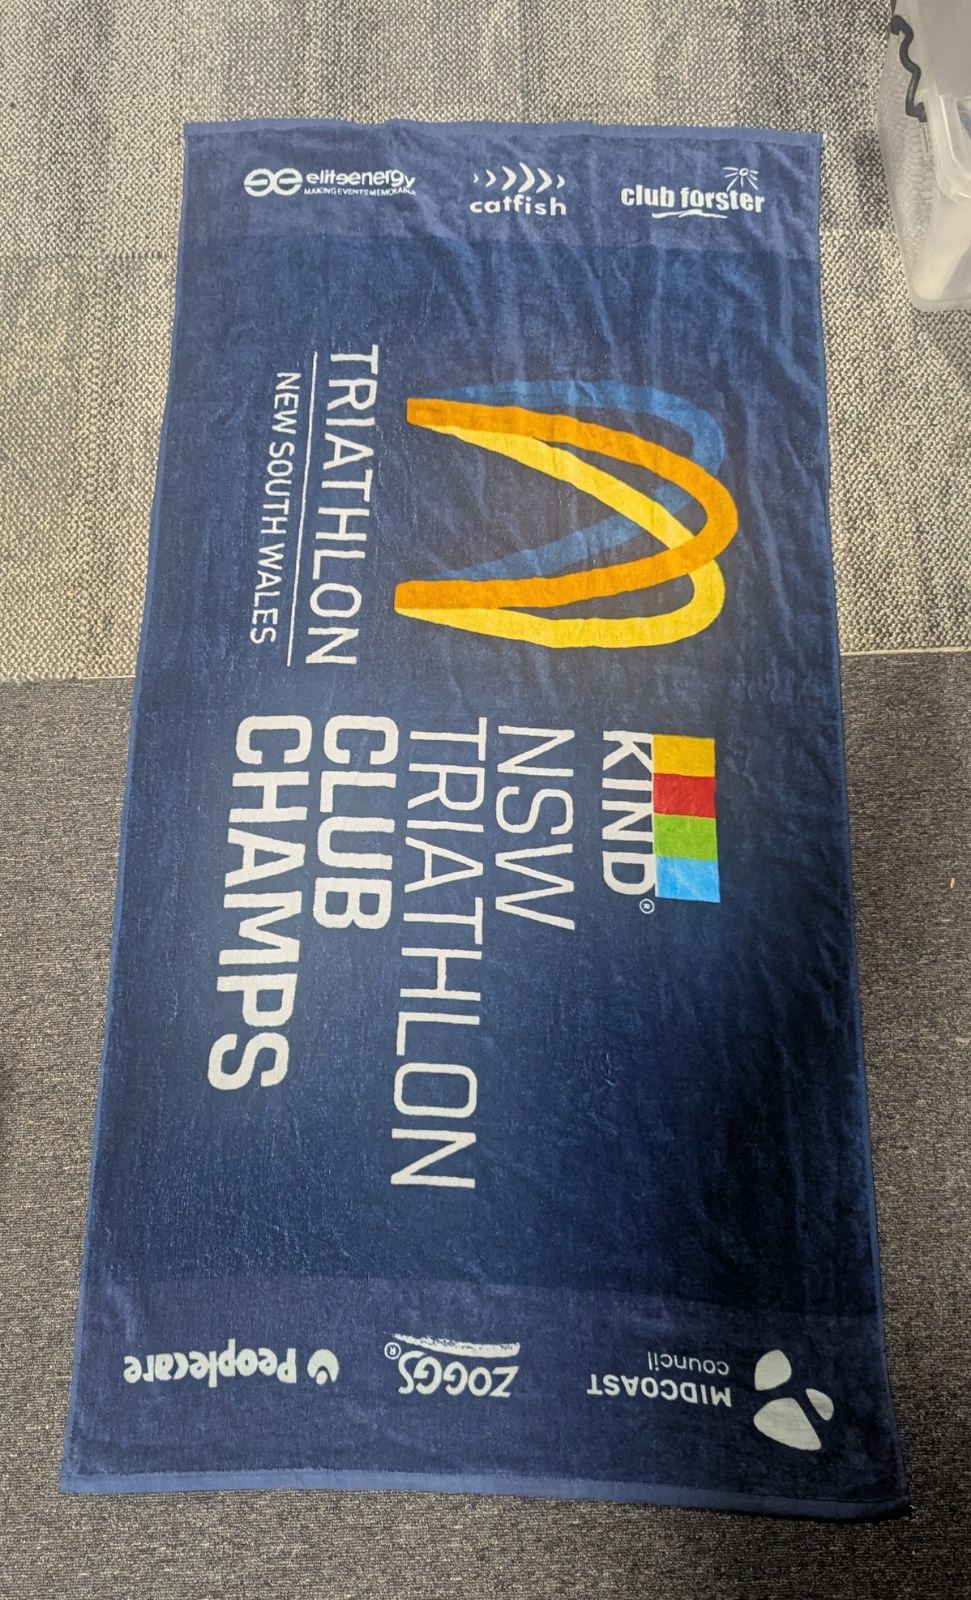 eliteenergy
MAKING EVENTS MEMORABLE
catfish
club forster
TRIATHLON
NEW SOUTH WALES
KIND®
NSW
TRIATHLON
CLUB
CHAMPS
MIDCOAST
council
ZOGGS®
Peoplecare